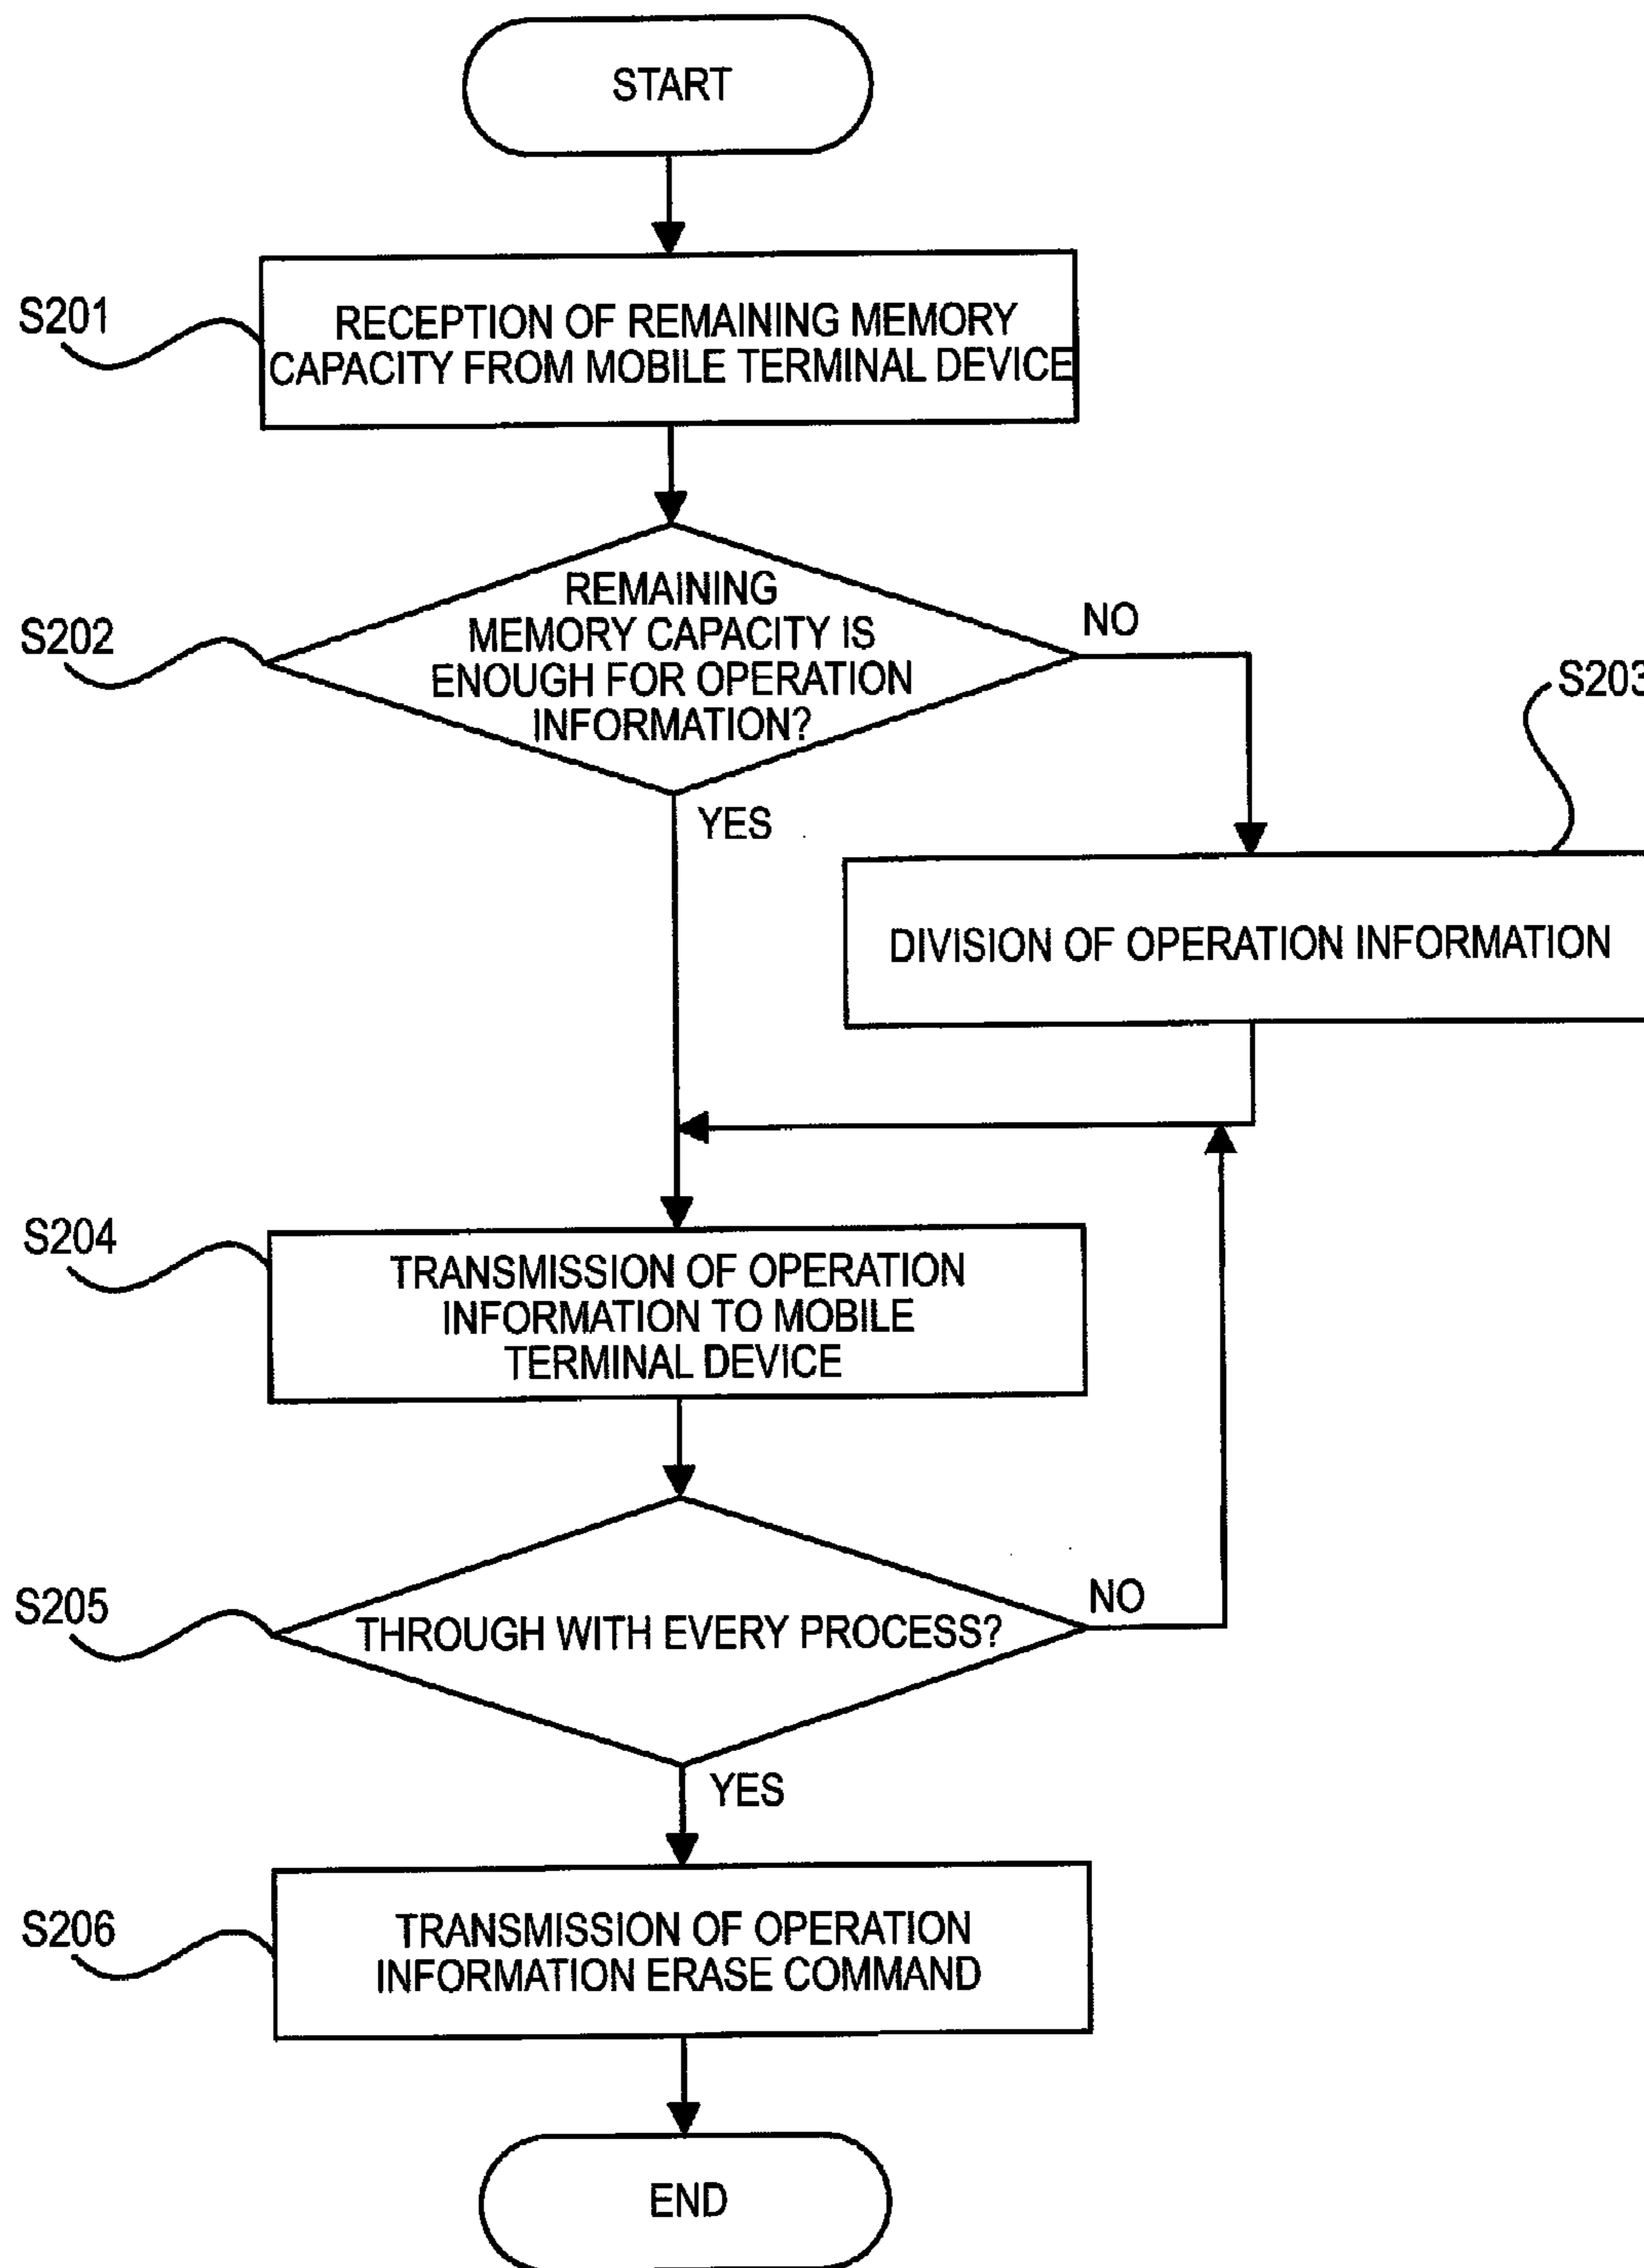 START
S201
RECEPTION OF REMAINING MEMORY
CAPACITY FROM MOBILE TERMINAL DEVICE
S202
REMAINING
MEMORY CAPACITY IS
ENOUGH FOR OPERATION
INFORMATION?
NO
S203
YES
DIVISION OF OPERATION INFORMATION
S204
TRANSMISSION OF OPERATION
INFORMATION TO MOBILE
TERMINAL DEVICE
S205
THROUGH WITH EVERY PROCESS?
NO
YES
S206
TRANSMISSION OF OPERATION
INFORMATION ERASE COMMAND
END